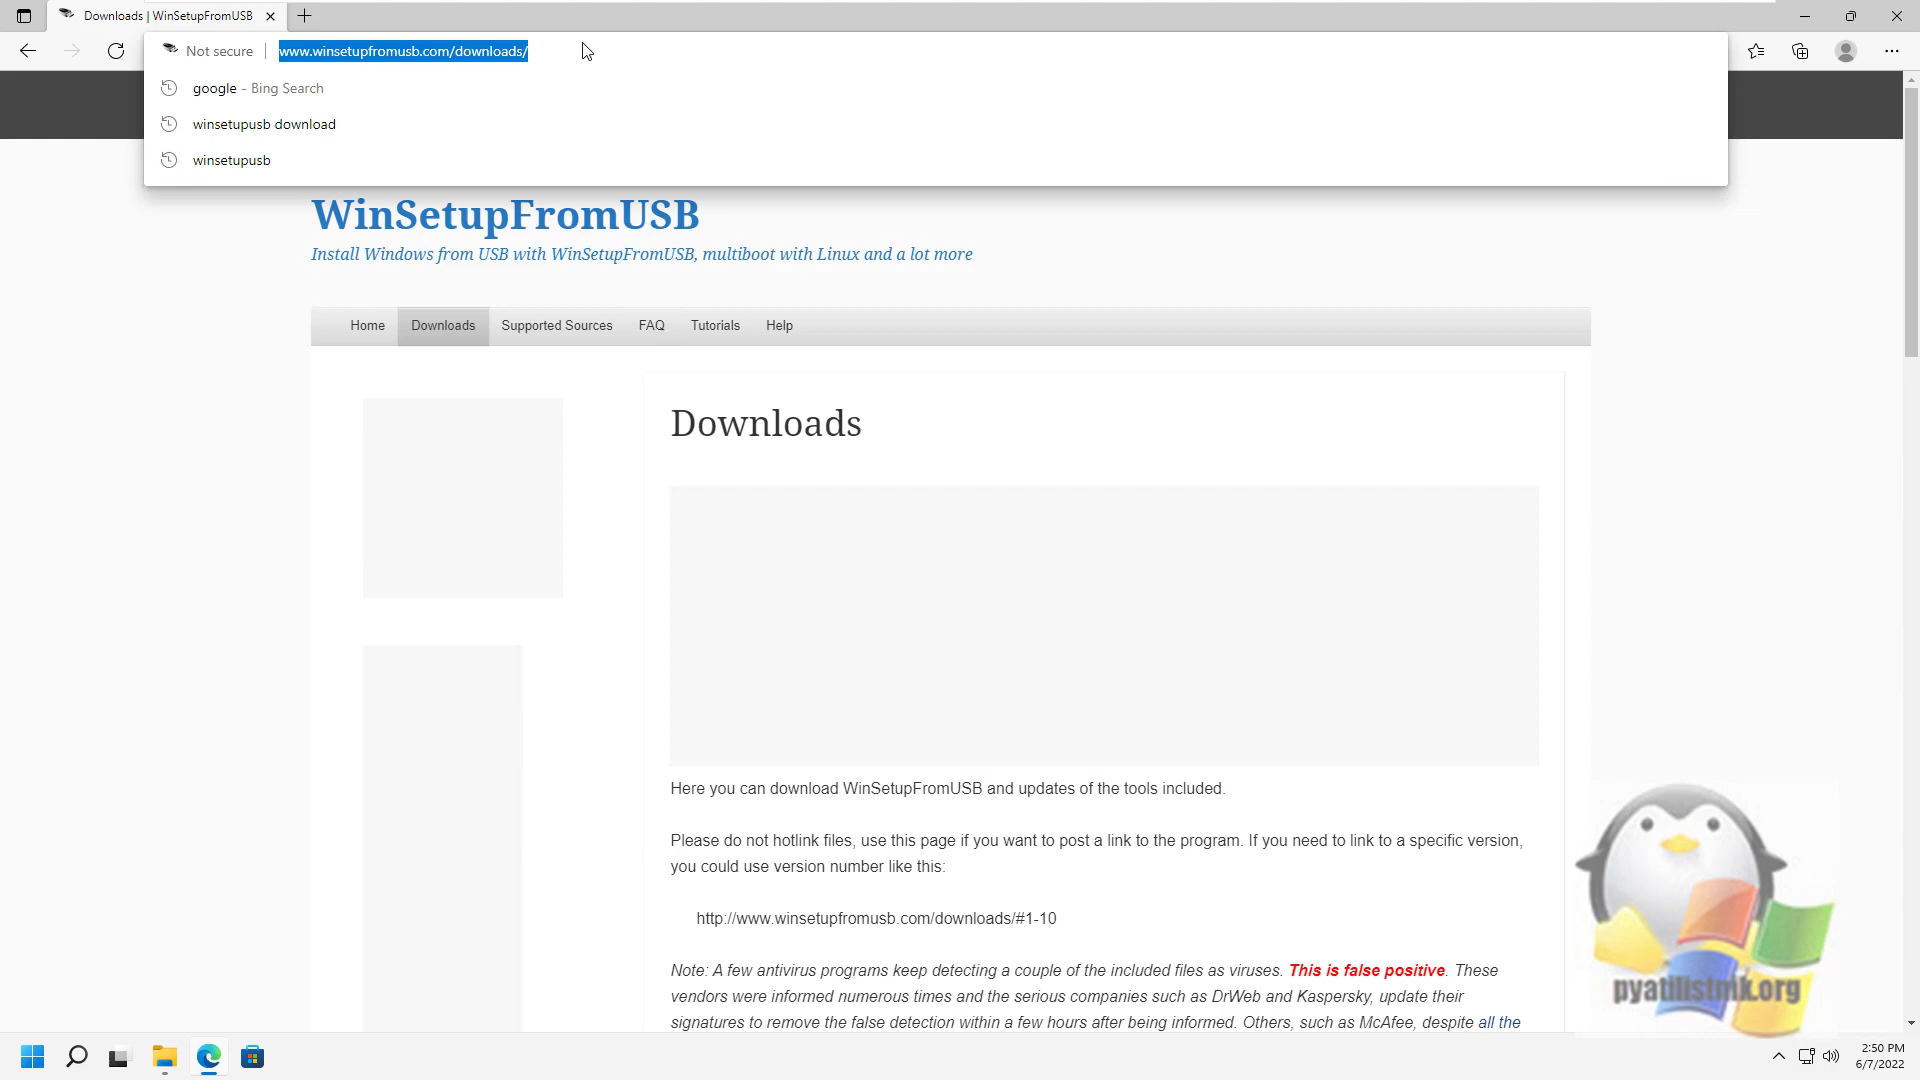 Downloads | WinSetupFromUSB
Not secure
www.winsetupfromusb.com/downloads/
google - Bing Search
winsetupusb download
winsetupusb
WinSetupFromUSB
Install Windows from USB with WinSetupFromUSB, multiboot with Linux and a lot more
Home Downloads Supported Sources FAQ Tutorials Help
Downloads
Here you can download WinSetupFromUSB and updates of the tools included.
Please do not hotlink files, use this page if you want to post a link to the program. If you need to link to a specific version,
you could use version number like this:
http://www.winsetupfromusb.com/downloads/#1-10
Note: A few antivirus programs keep detecting a couple of the included files as viruses. This is false positive. These
vendors were informed numerous times and the serious companies such as DrWeb and Kaspersky, update their
signatures to remove the false detection within a few hours after being informed. Others, such as McAfee, despite all the
pyatilistnik.org
2:50 PM
6/7/2022